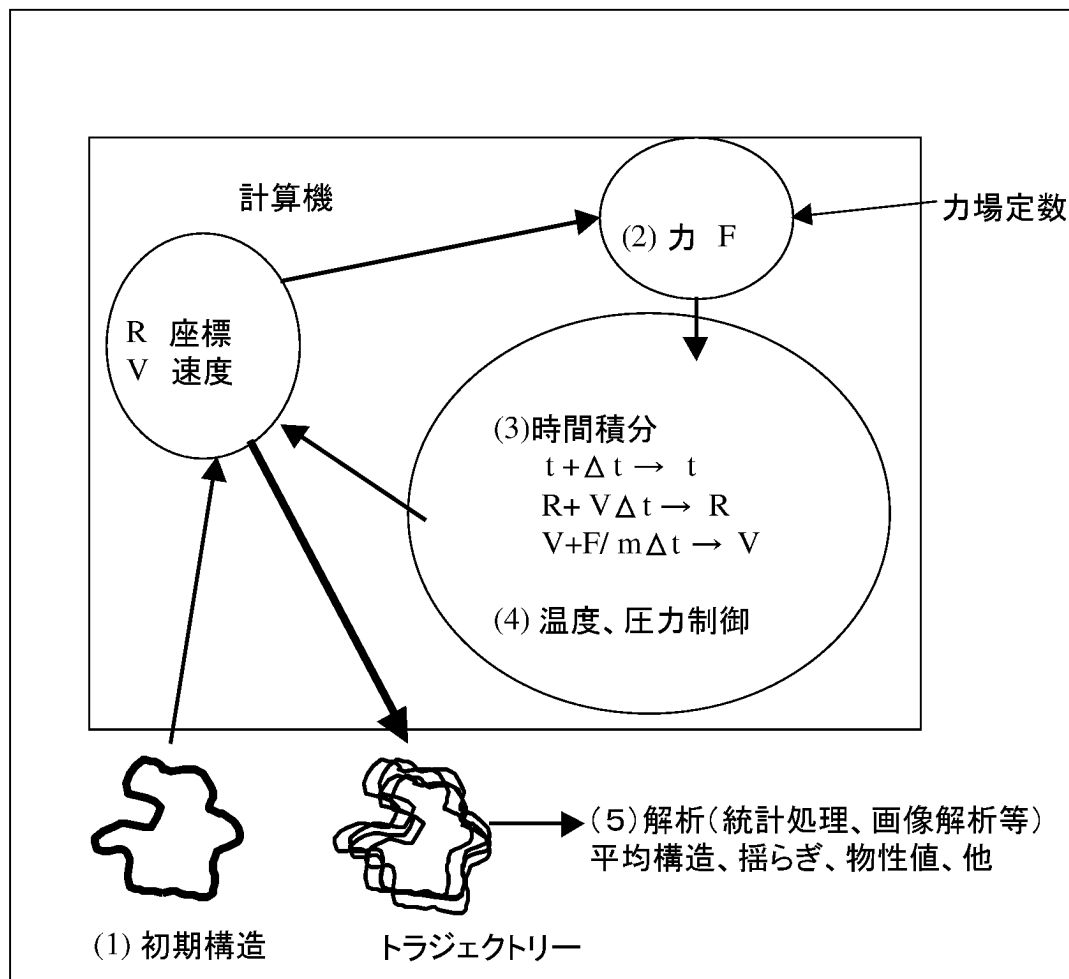 計算機
力場定数
(2) 力 F
R 座標
V 速度
(3)時間積分
t +Δ t → t
R+ VΔ t → R
V+F/ mΔ t → V
(4) 温度、圧力制御
(5)解析(統計処理、画像解析等)
平均構造、揺らぎ、物性値、他
(1) 初期構造
トラジェクトリー